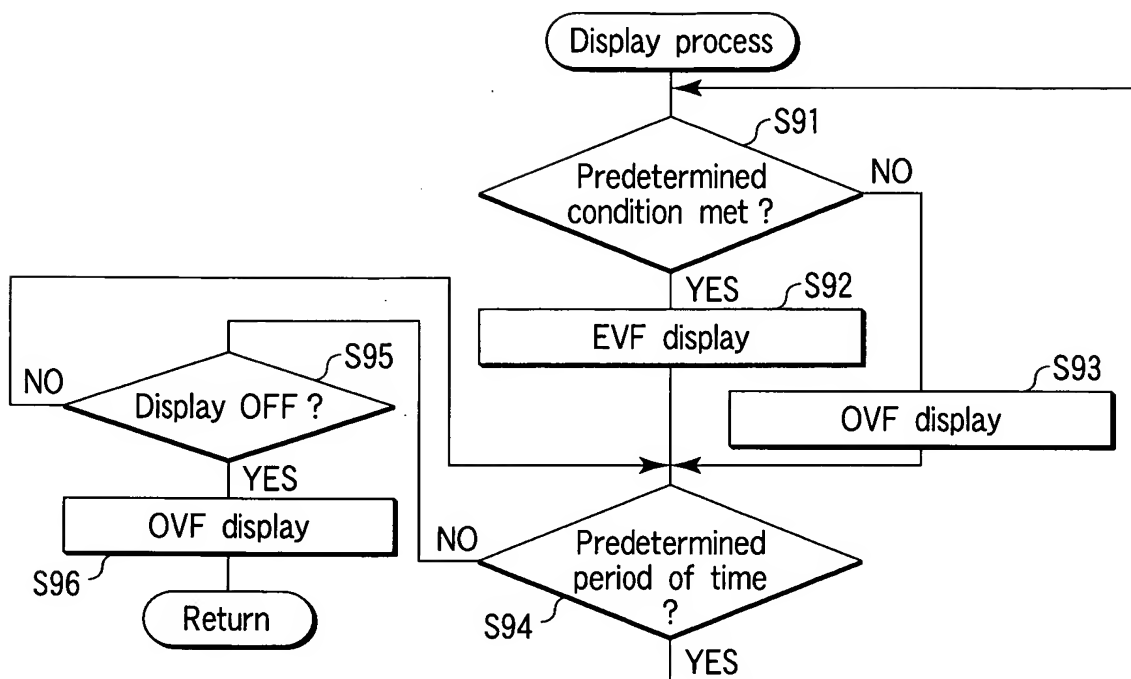 Display process
S91
Predetermined
condition met ?
NO
YES
S92
EVF display
S93
OVF display
S95
NO
Display OFF ?
YES
OVF display
S96
Return
NO
Predetermined
period of time
?
S94
YES